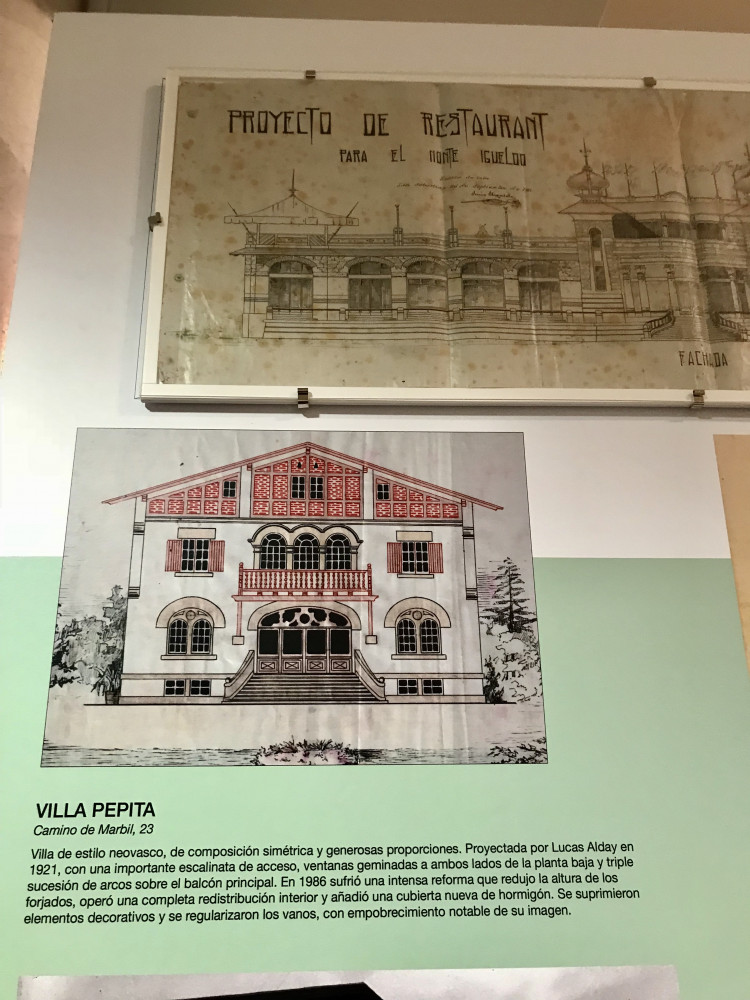 PROYECTO DE RESTAURANT
PARA EL MONTE IGUELDO
FACHADA
VILLA PEPITA
Camino de Marbil, 23
Villa de estilo neovasco, de composición simétrica y generosas proporciones. Proyectada por Lucas Alday en
1921, con una importante escalinata de acceso, ventanas geminadas a ambos lados de la planta baja y triple
sucesión de arcos sobre el balcón principal. En 1986 sufrió una intensa reforma que redujo la altura de los
forjados, operó una completa redistribución interior y añadió una cubierta nueva de hormigón. Se suprimieron
elementos decorativos y se regularizaron los vanos, con empobrecimiento notable de su imagen.